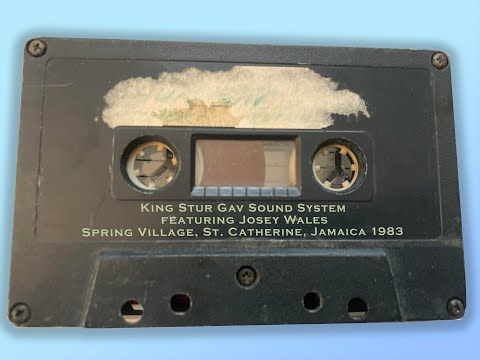 King Stur Gav Sound System
featuring Josey Wales
Spring Village, St. Catherine, Jamaica 1983